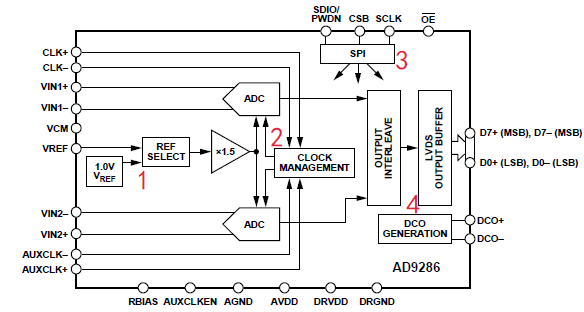 SDIO/
PWDN CSB SCLK OE
CLK+
CLK–
SPI
3
VIN1+
VIN1–
ADC
VCM
VREF
1.0V
VREF
1
REF
SELECT
×1.5
2
CLOCK
MANAGEMENT
OUTPUT
INTERLEAVE
LVDS
OUTPUT BUFFER
D7+ (MSB), D7– (MSB)
D0+ (LSB), D0– (LSB)
VIN2–
VIN2+
ADC
4
DCO
GENERATION
DCO+
DCO–
AUXCLK–
AUXCLK+
AD9286
RBIAS AUXCLKEN AGND AVDD DRVDD DRGND